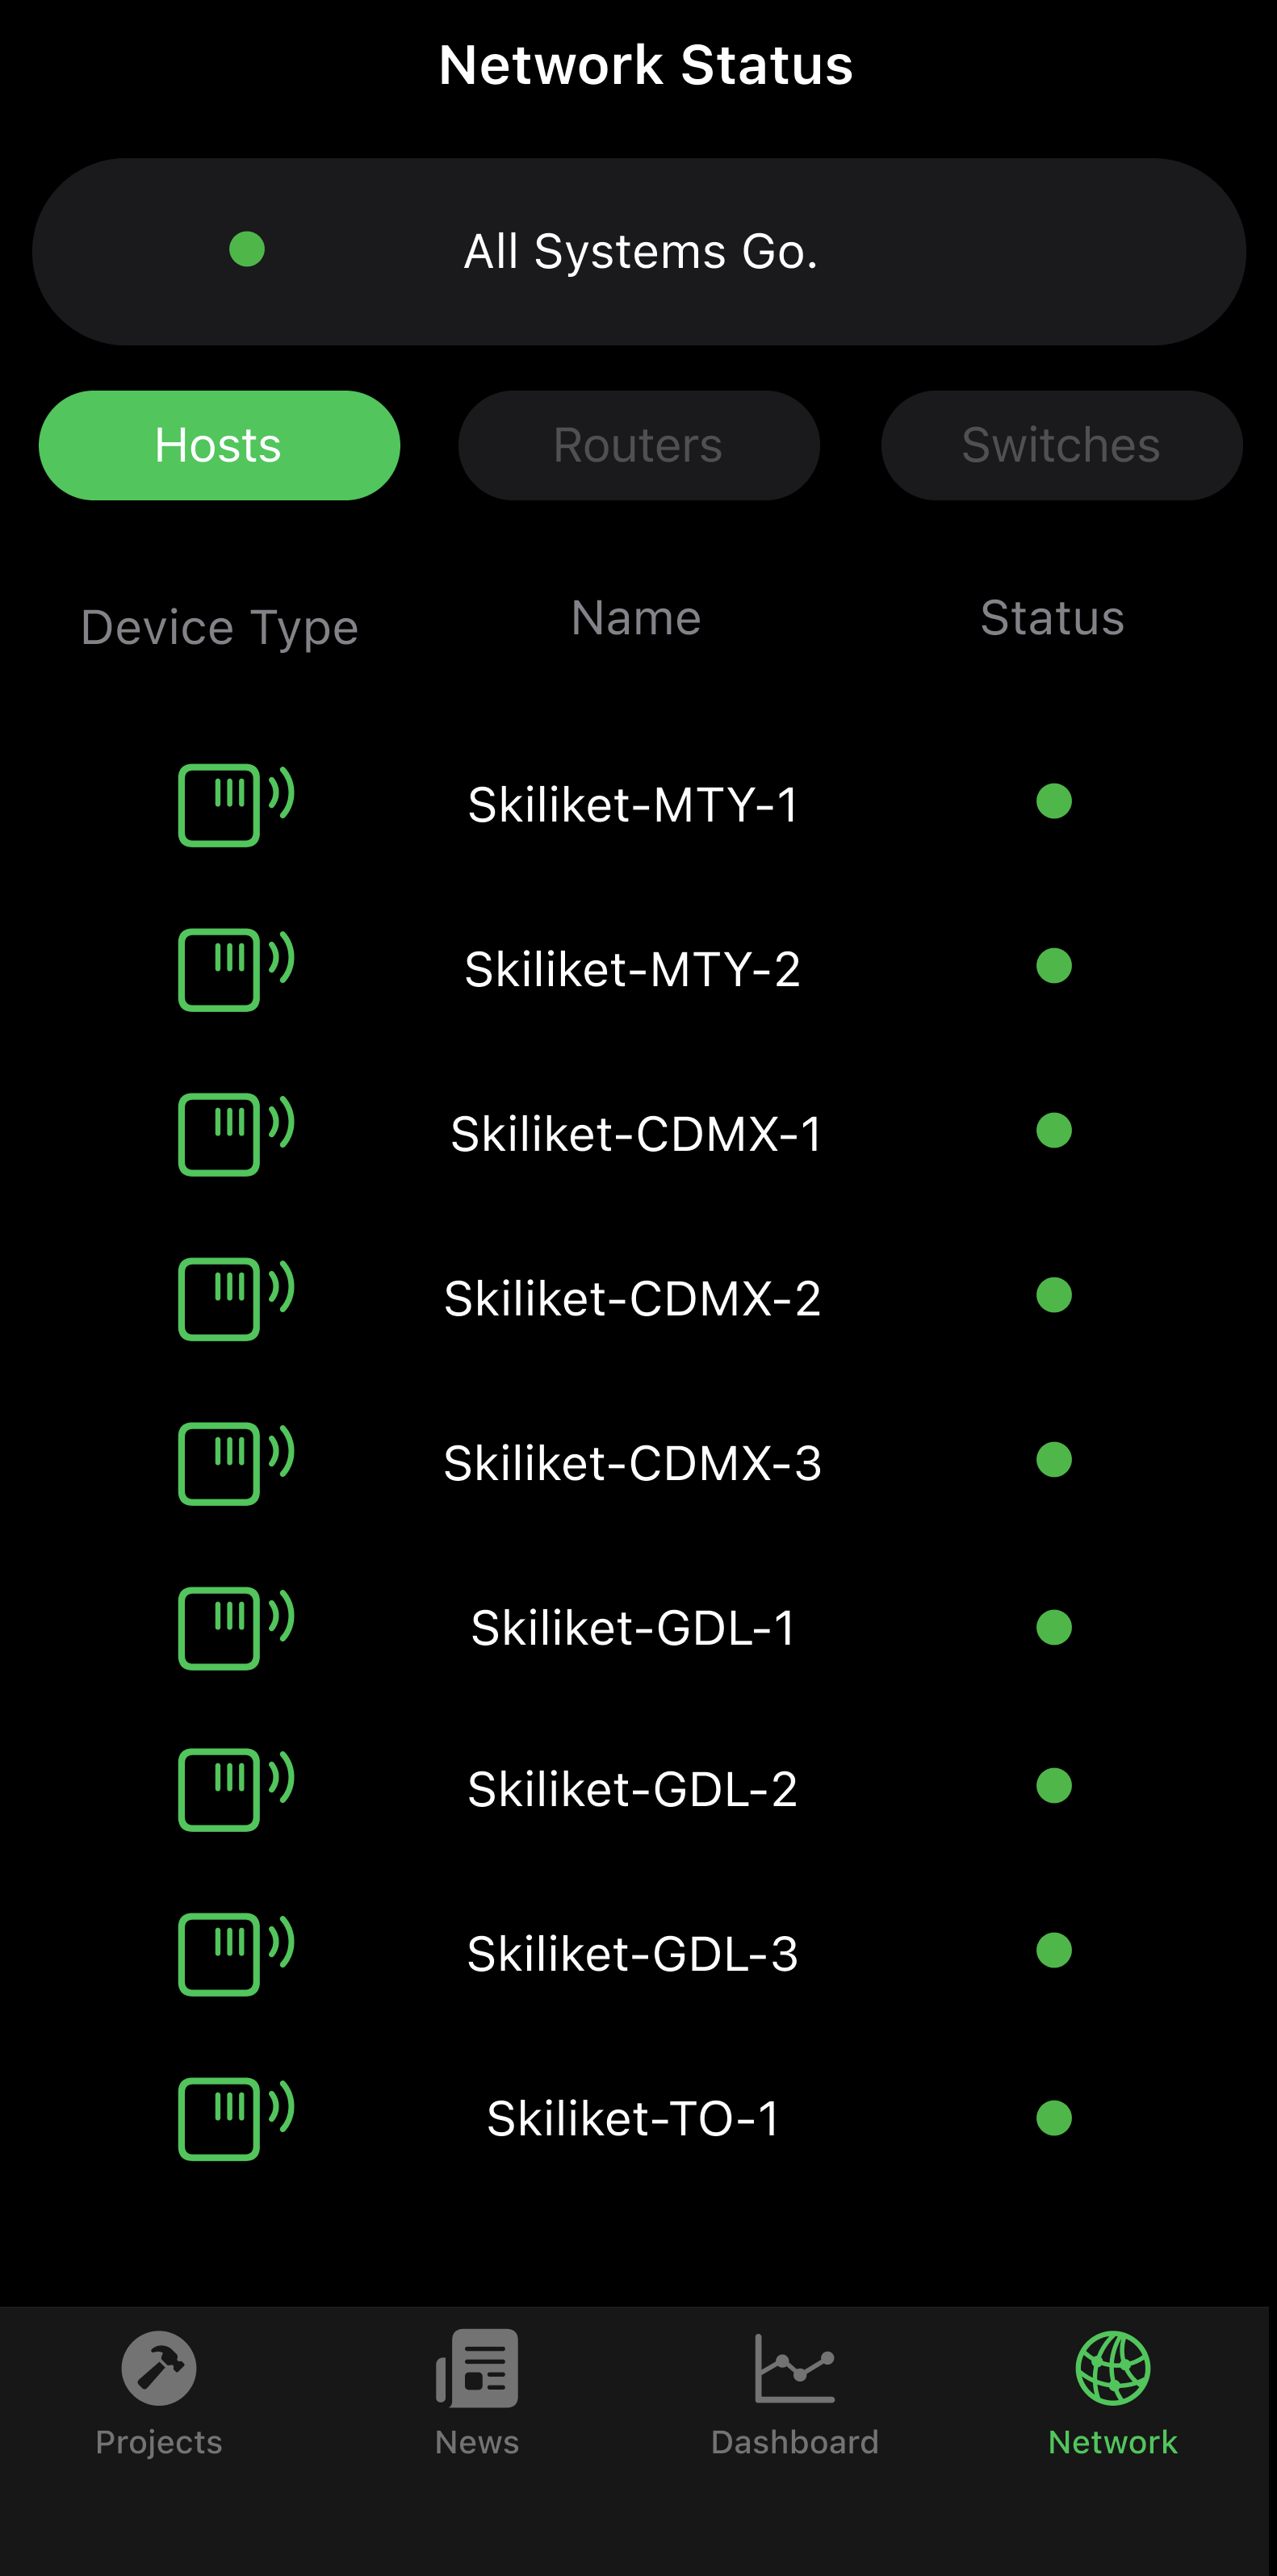 Network Status
All Systems Go.
Hosts Routers Switches
Device Type Name Status
Skiliket-MTY-1
Skiliket-MTY-2
Skiliket-CDMX-1
Skiliket-CDMX-2
Skiliket-CDMX-3
Skiliket-GDL-1
Skiliket-GDL-2
Skiliket-GDL-3
Skiliket-TO-1
Projects News Dashboard Network